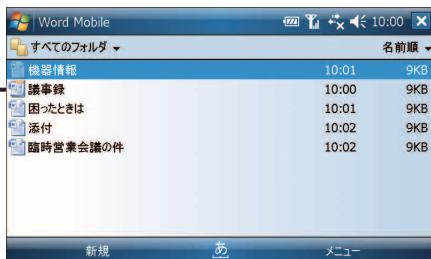 Word Mobile 10:00
すべてのフォルダ 名前順
機器情報 10:01 9KB
議事録 10:00 9KB
困ったときは 10:01 9KB
添付 10:02 9KB
臨時営業会議の件 10:02 9KB
新規 あ メニュー